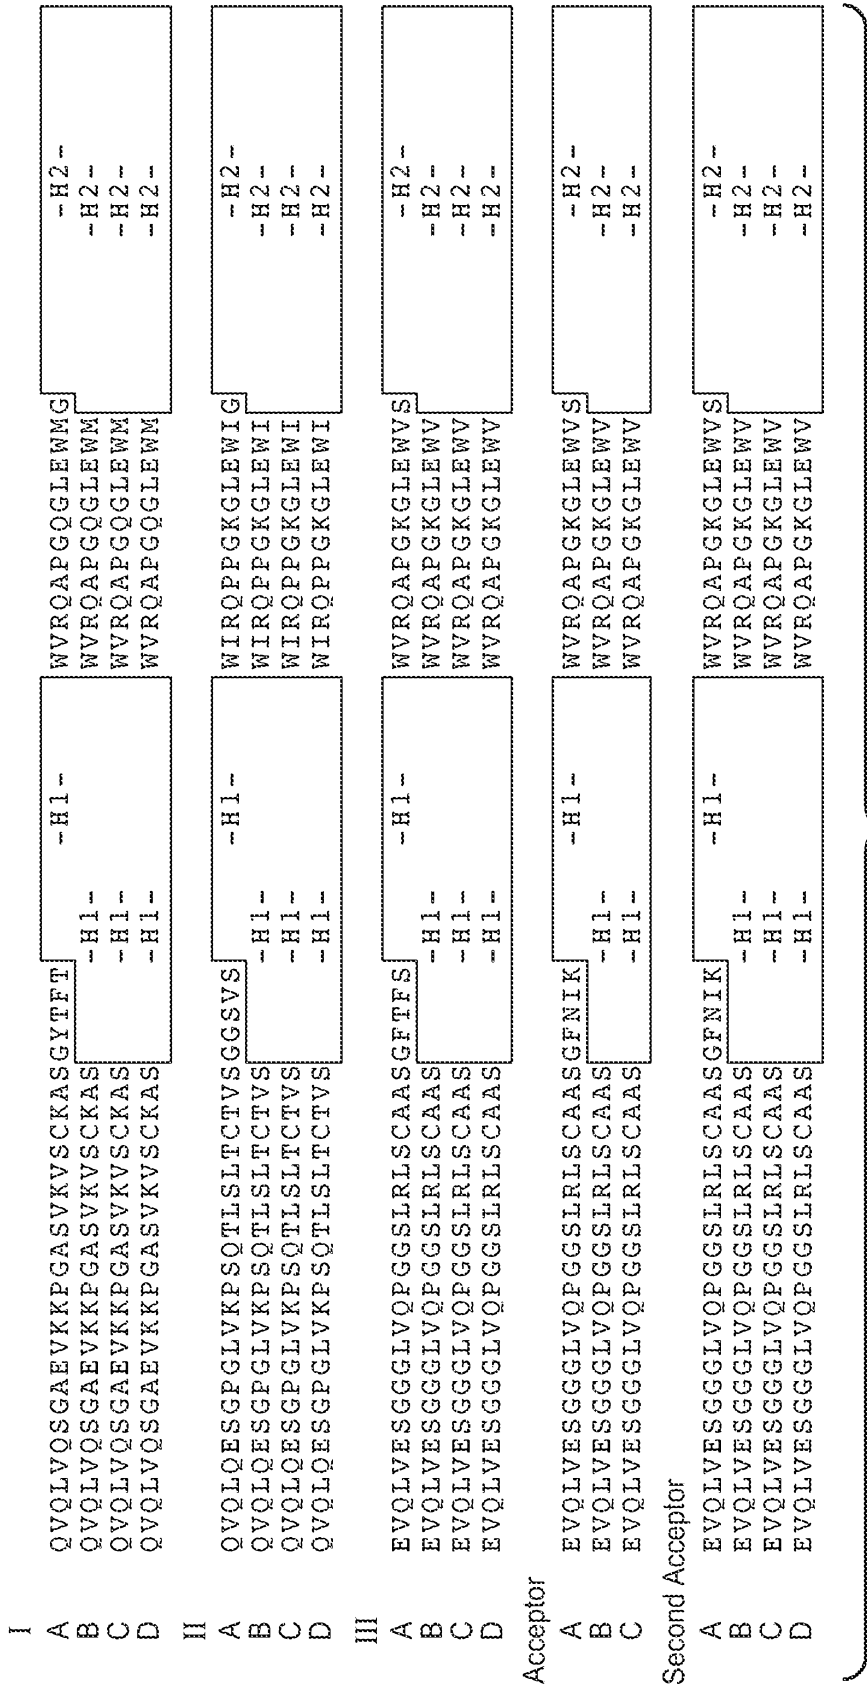 I
A QVQLVQSGAEVKKPGASVKVSCKASGYTFT -H1- WVRQAPGQGLEWMG -H2-
B QVQLVQSGAEVKKPGASVKVSCKAS -H1- WVRQAPGQGLEWM -H2-
C QVQLVQSGAEVKKPGASVKVSCKAS -H1- WVRQAPGQGLEWM -H2-
D QVQLVQSGAEVKKPGASVKVSCKAS -H1- WVRQAPGQGLEWM -H2-
II
A QVQLQESGPGLVKPSQTLSLTCTVSGGSVS -H1- WIRQPPGKGLEWIG -H2-
B QVQLQESGPGLVKPSQTLSLTCTVS -H1- WIRQPPGKGLEWI -H2-
C QVQLQESGPGLVKPSQTLSLTCTVS -H1- WIRQPPGKGLEWI -H2-
D QVQLQESGPGLVKPSQTLSLTCTVS -H1- WIRQPPGKGLEWI -H2-
III
A EVQLVESGGGLVQPGGSLRLSCAASGFTFS -H1- WVRQAPGKGLEWVS -H2-
B EVQLVESGGGLVQPGGSLRLSCAAS -H1- WVRQAPGKGLEWV -H2-
C EVQLVESGGGLVQPGGSLRLSCAAS -H1- WVRQAPGKGLEWV -H2-
D EVQLVESGGGLVQPGGSLRLSCAAS -H1- WVRQAPGKGLEWV -H2-
Acceptor
A EVQLVESGGGLVQPGGSLRLSCAASGFNIK -H1- WVRQAPGKGLEWVS -H2-
B EVQLVESGGGLVQPGGSLRLSCAAS -H1- WVRQAPGKGLEWV -H2-
C EVQLVESGGGLVQPGGSLRLSCAAS -H1- WVRQAPGKGLEWV -H2-
Second Acceptor
A EVQLVESGGGLVQPGGSLRLSCAASGFNIK -H1- WVRQAPGKGLEWVS -H2-
B EVQLVESGGGLVQPGGSLRLSCAAS -H1- WVRQAPGKGLEWV -H2-
C EVQLVESGGGLVQPGGSLRLSCAAS -H1- WVRQAPGKGLEWV -H2-
D EVQLVESGGGLVQPGGSLRLSCAAS -H1- WVRQAPGKGLEWV -H2-